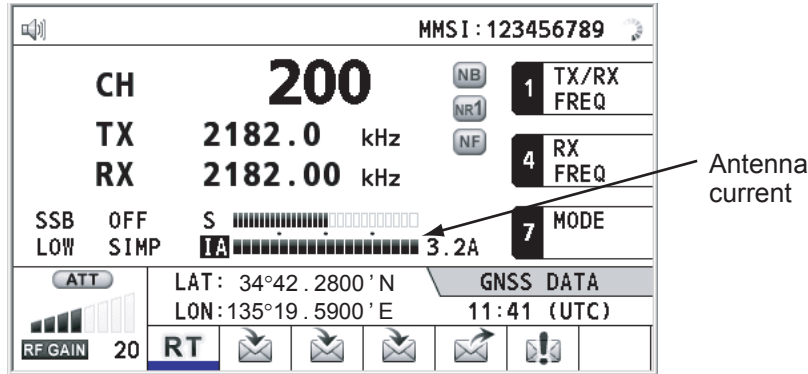 MMSI:123456789
CH 200
NB
NR1
NF
1 TX/RX FREQ
TX 2182.0 kHz
RX 2182.00 kHz
4 RX FREQ
Antenna current
SSB OFF S
LOW SIMP IA 3.2A
7 MODE
ATT
LAT: 34°42.2800'N
GNSS DATA
LON:135°19.5900'E
11:41 (UTC)
RF GAIN 20
RT